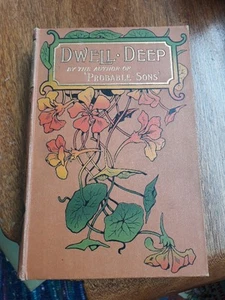 DWELL · DEEP
BY THE AUTHOR OF
'PROBABLE SONS'